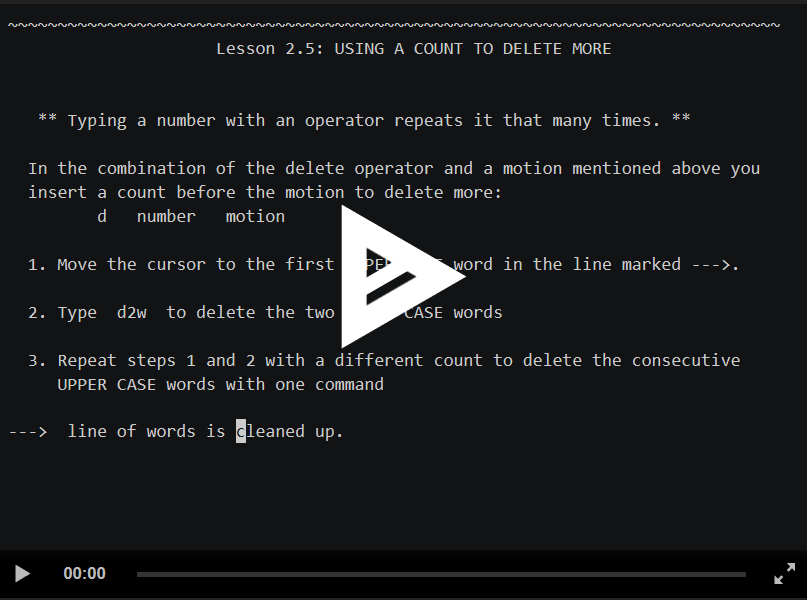 ~~~~~~~~~~~~~~~~~~~~~~~~~~~~~~~~~~~~~~~~~~~~~~~~~~~~~~~~~~~~~~~~~~~~~~~~~~~~~~
Lesson 2.5: USING A COUNT TO DELETE MORE
** Typing a number with an operator repeats it that many times. **
In the combination of the delete operator and a motion mentioned above you
insert a count before the motion to delete more:
d number motion
1. Move the cursor to the first word in the line marked --->.
2. Type d2w to delete the two CASE words
3. Repeat steps 1 and 2 with a different count to delete the consecutive
UPPER CASE words with one command
---> line of words is cleaned up.
00:00